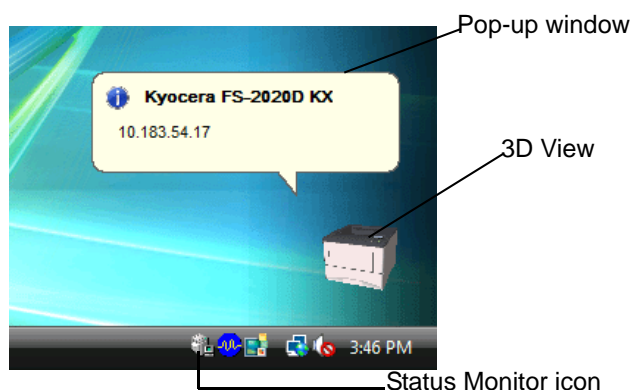 Pop-up window
Kyocera FS-2020D KX
10.183.54.17
3D View
3:46 PM
Status Monitor icon